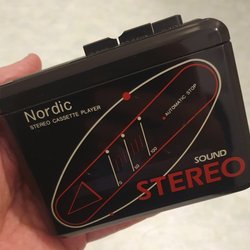 Nordic
STEREO CASSETTE PLAYER
AUTOMATIC STOP
SOUND
STEREO